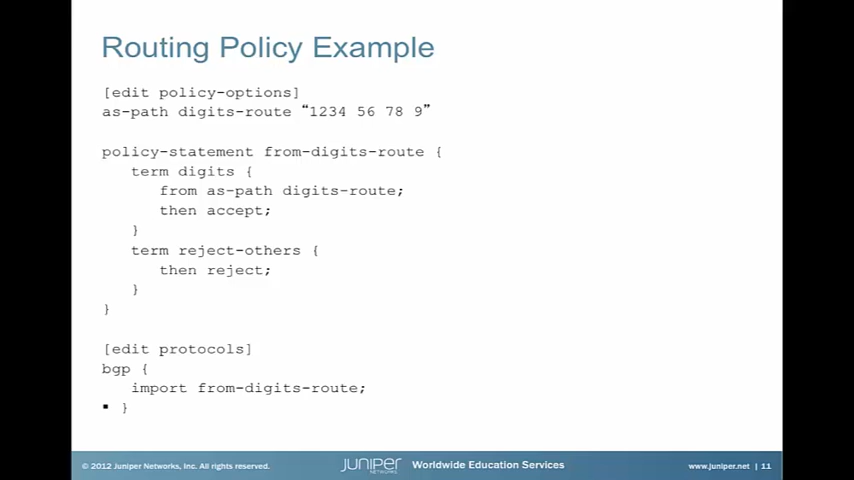 Routing Policy Example
[edit policy-options]
as-path digits-route “1234 56 78 9”
policy-statement from-digits-route {
term digits {
from as-path digits-route;
then accept;
}
term reject-others {
then reject;
}
}
[edit protocols]
bgp {
import from-digits-route;
▪ }
© 2012 Juniper Networks, Inc. All rights reserved. JUNIPER NETWORKS Worldwide Education Services www.juniper.net | 11